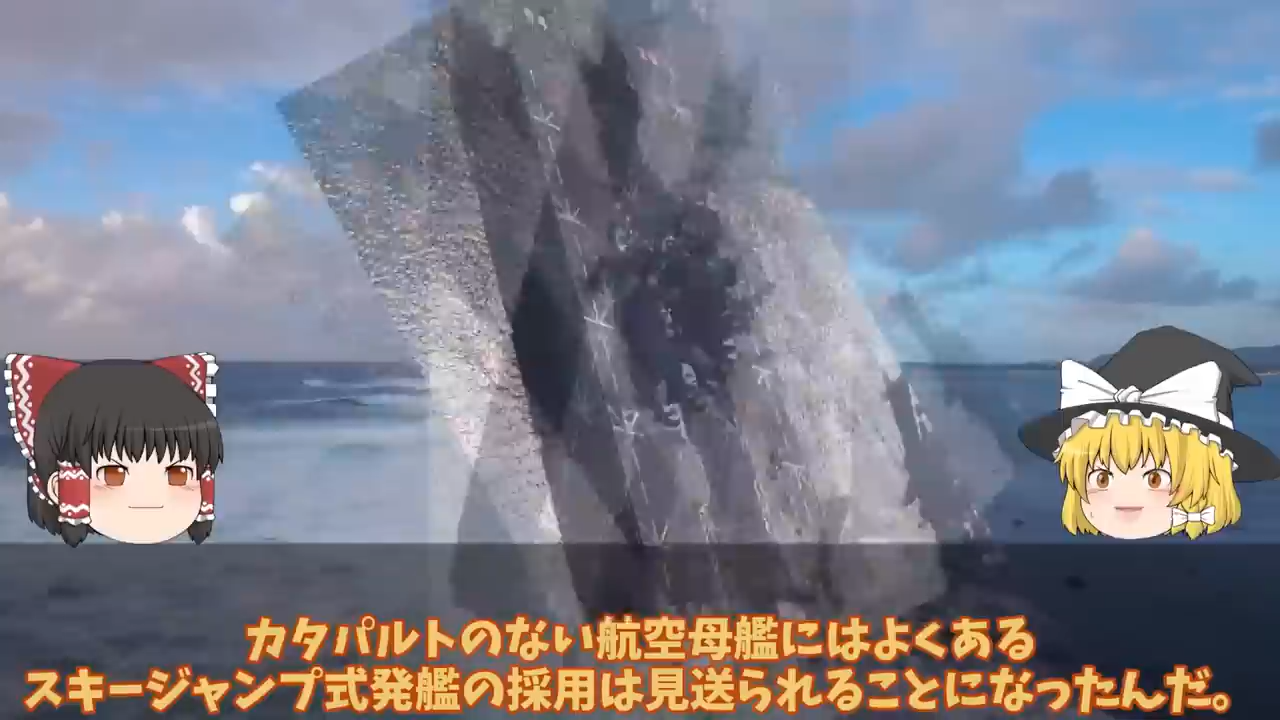 カタパルトのない航空母艦にはよくある
スキージャンプ式発艦の採用は見送られることになったんだ。